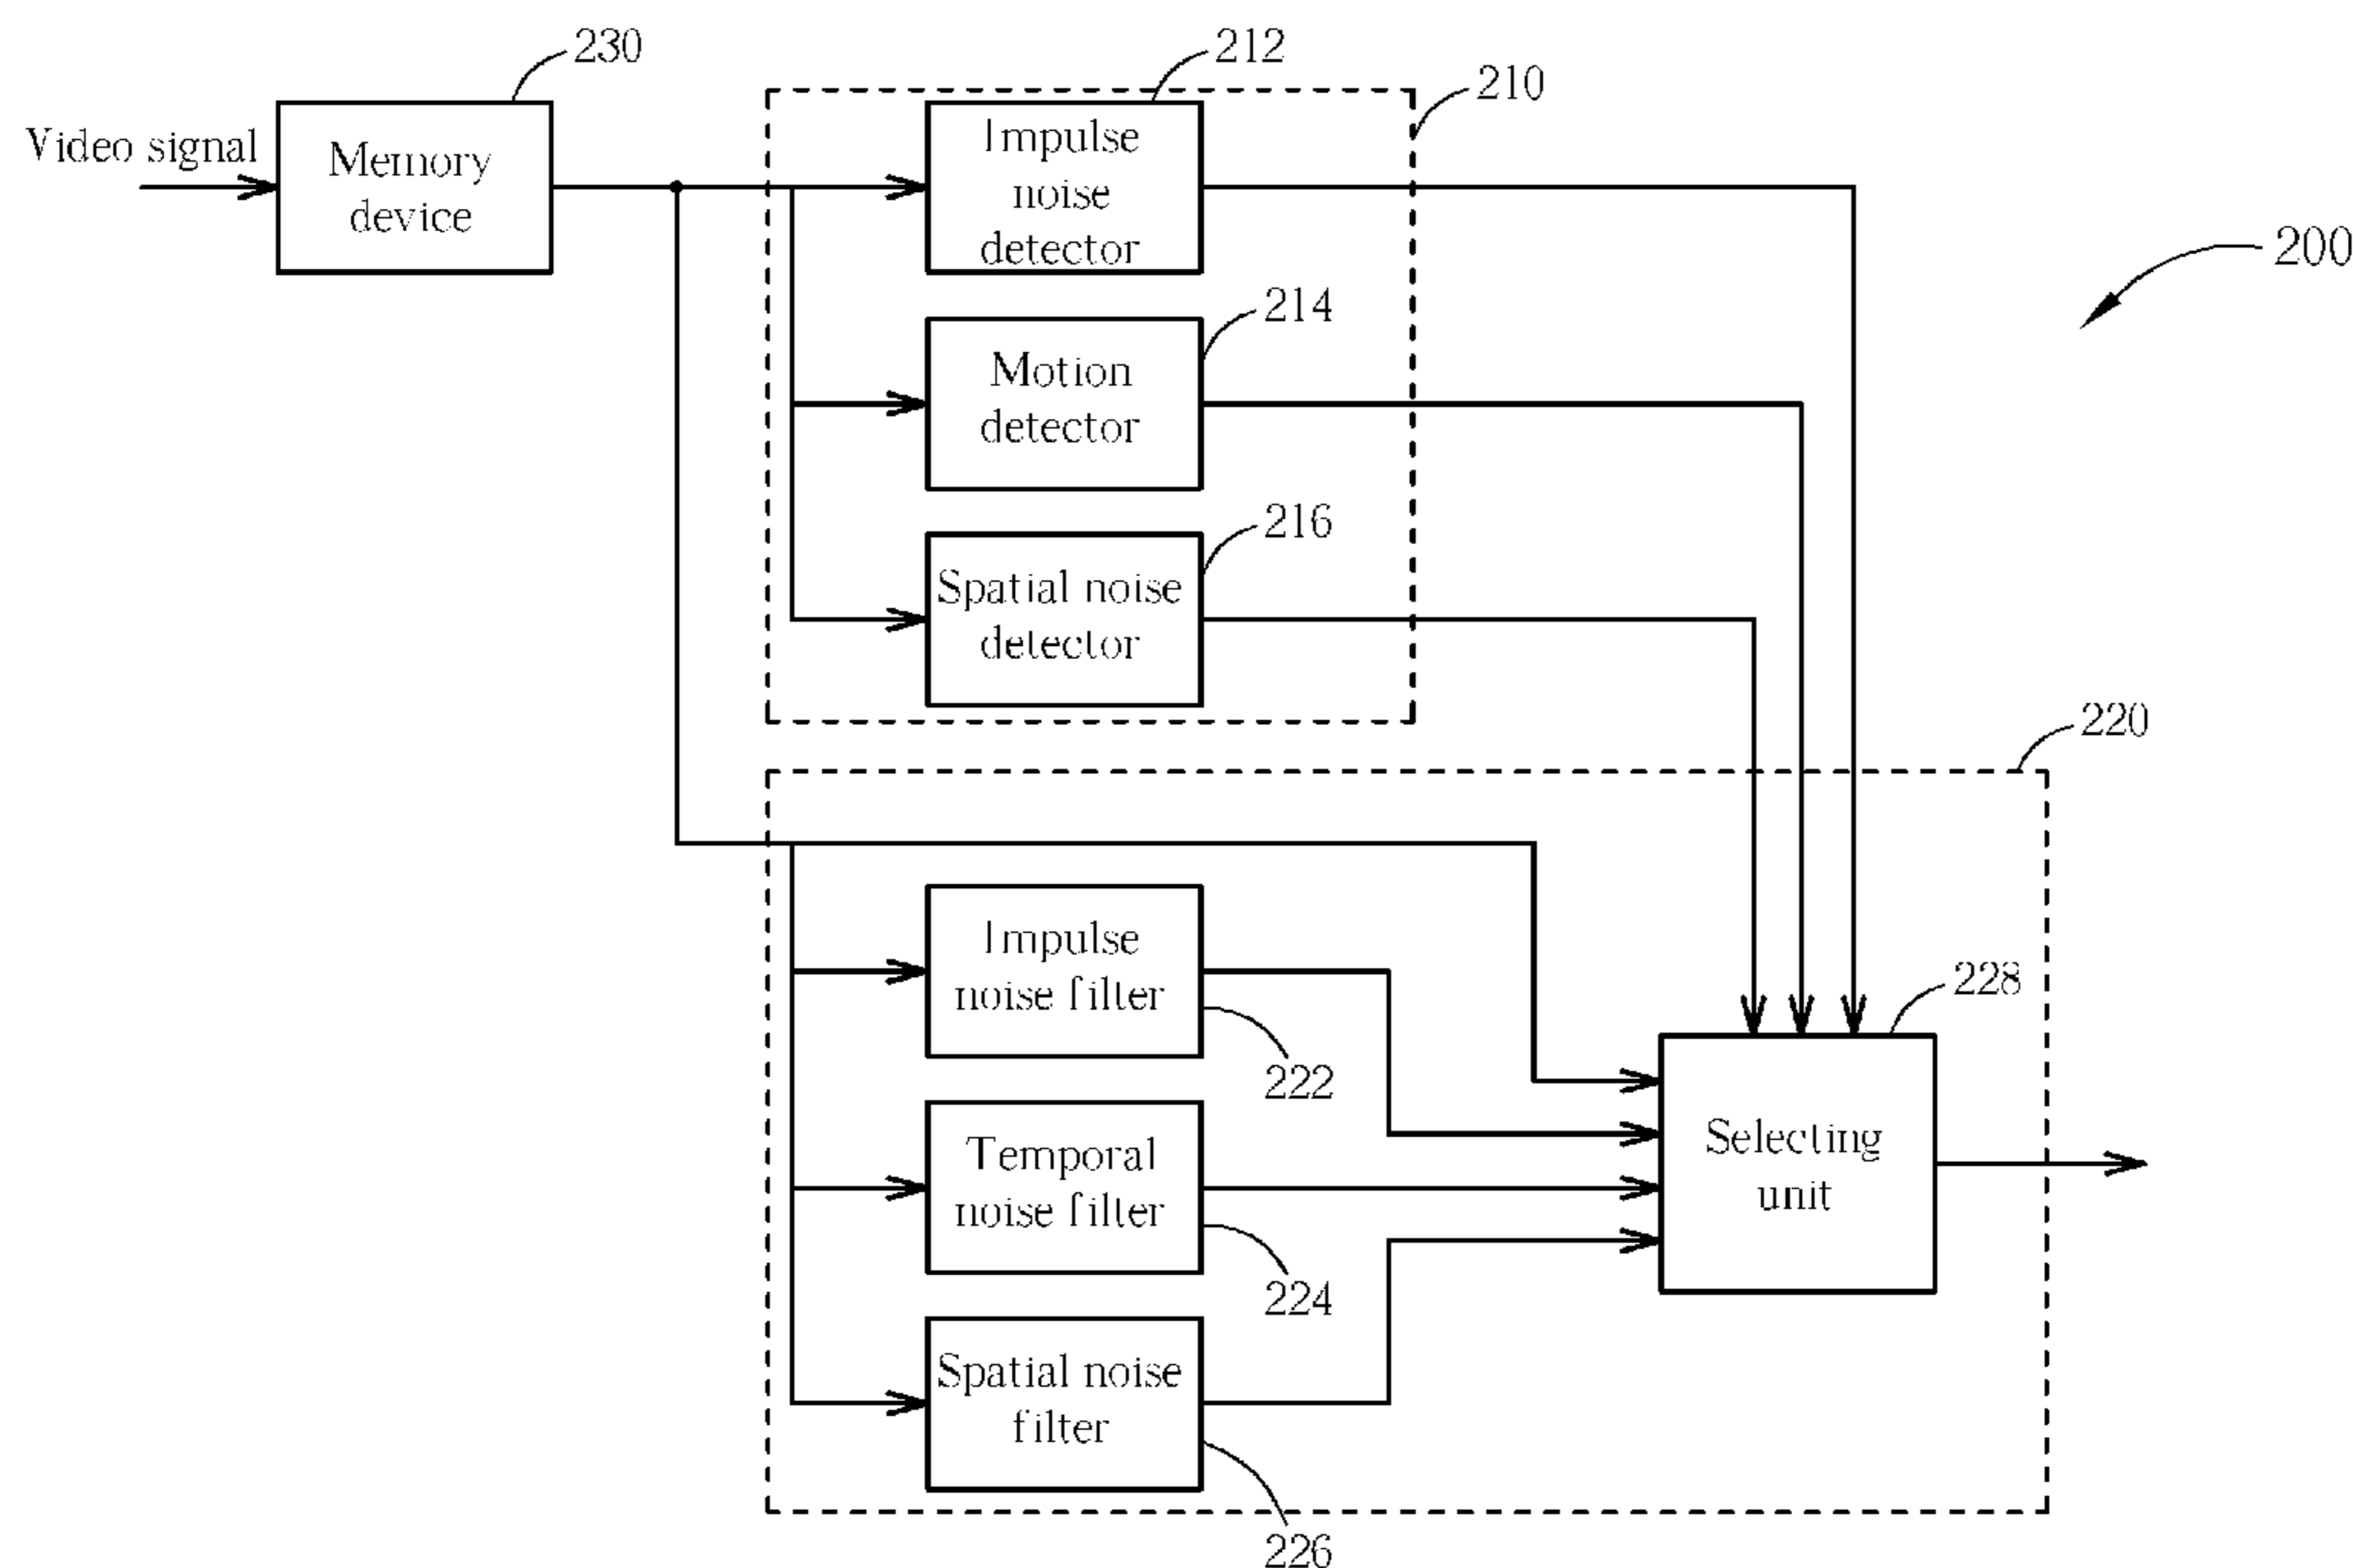 230
212
210
Video signal
Memory
device
Impulse
noise
detector
200
214
Motion
detector
216
Spatial noise
detector
220
Impulse
noise filter
228
222
Temporal
noise filter
Selecting
unit
224
Spatial noise
filter
226